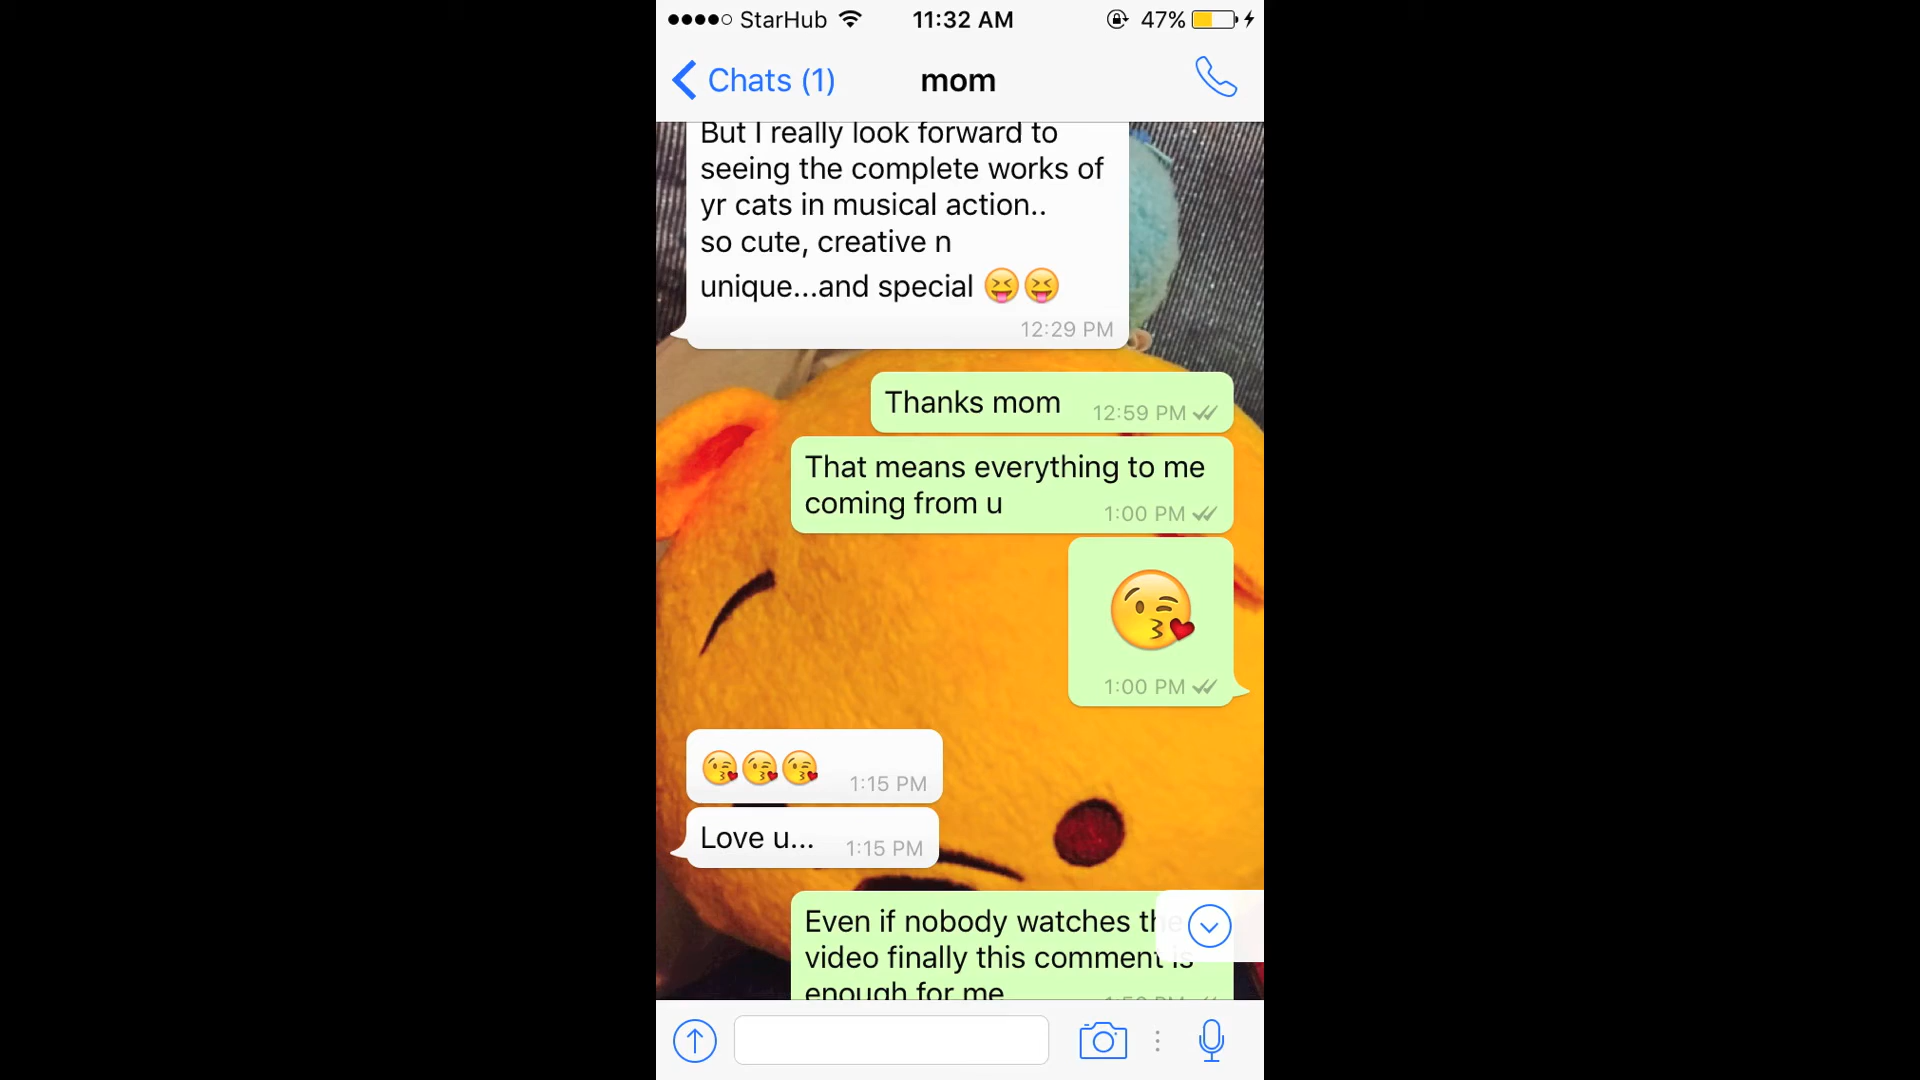 StarHub 11:32 AM 47%
Chats (1) mom
But I really look forward to
seeing the complete works of
yr cats in musical action..
so cute, creative n
unique...and special 😝😝
12:29 PM
Thanks mom 12:59 PM
That means everything to me
coming from u 1:00 PM
😘
1:00 PM
😘😘😘 1:15 PM
Love u... 1:15 PM
Even if nobody watches the
video finally this comment is
enough for me